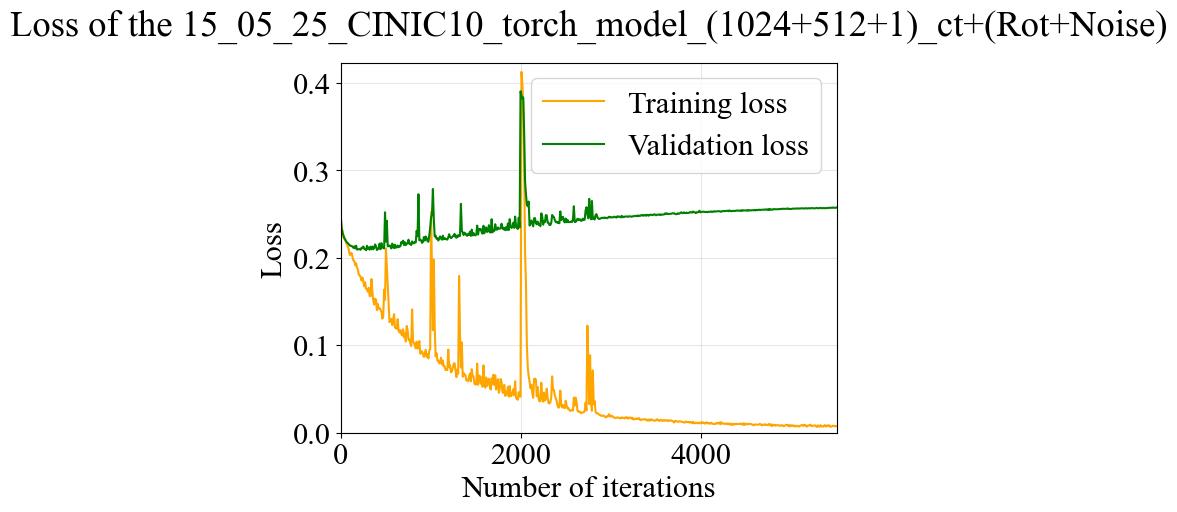 Loss of the 15_05_25_CINIC10_torch_model_(1024+512+1)_ct+(Rot+Noise)
0.4
0.3
0.2
0.1
0.0
Loss
Training loss
Validation loss
0 2000 4000
Number of iterations